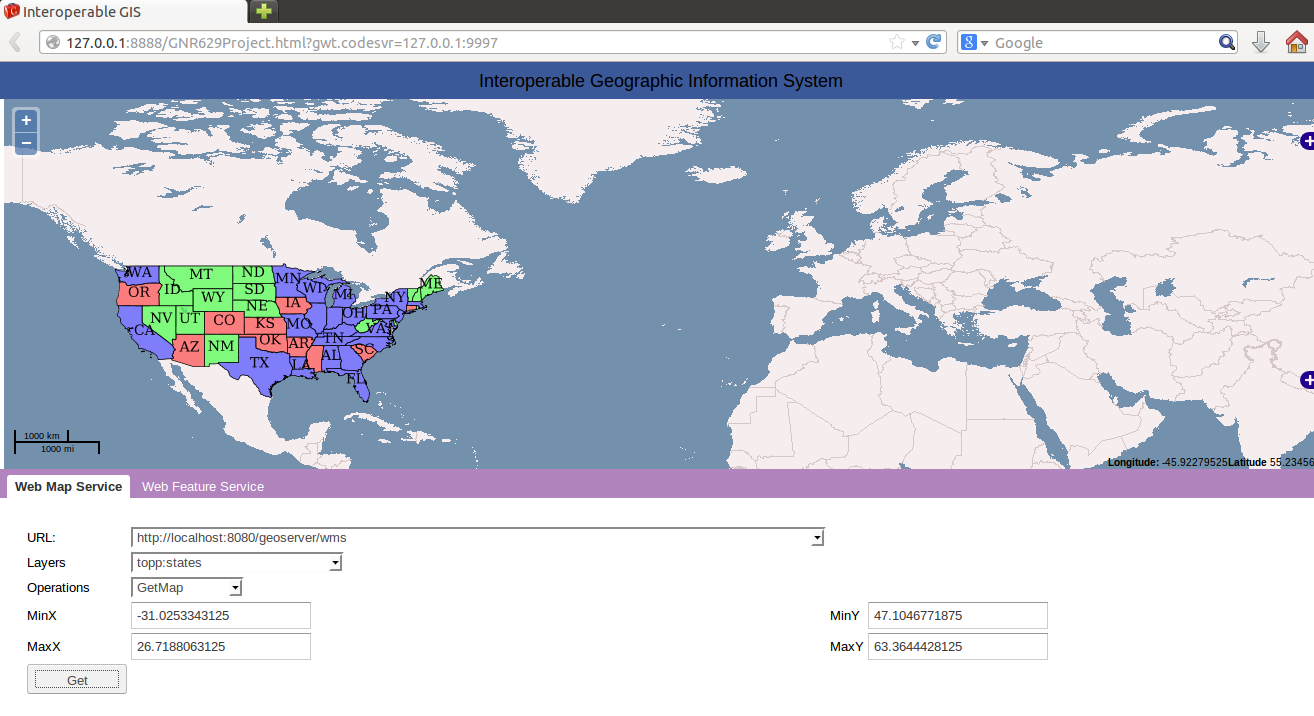 Interoperable GIS
127.0.0.1:8888/GNR629Project.html?gwt.codesvr=127.0.0.1:9997
Google
Interoperable Geographic Information System
+
−
WA MT ND MN ME
OR ID SD WI MI
WY NE IA NY
NV UT CO KS MO OH PA
CA VA
AZ NM OK AR TN SC
TX LA AL
FL
1000 km
1000 mi
Longitude: -45.92279525Latitude 55.23456
Web Map Service Web Feature Service
URL: http://localhost:8080/geoserver/wms
Layers topp:states
Operations GetMap
MinX -31.0253343125 MinY 47.1046771875
MaxX 26.7188063125 MaxY 63.3644428125
Get